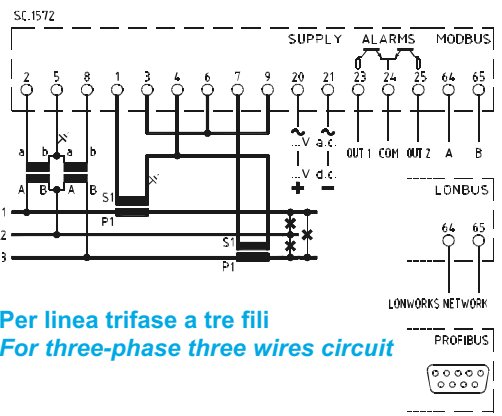 S.C.1572
SUPPLY ALARMS MODBUS
2 5 8 1 3 4 6 7 9 20 21 23 24 25 64 65
a b a b
A B A B
...V a.c.
...V d.c.
+ −
OUT 1 COM OUT 2 A B
S1
P1
1
2
3
S1
P1
LONBUS
64 65
LONWORKS NETWORK
PROFIBUS
Per linea trifase a tre fili
For three-phase three wires circuit